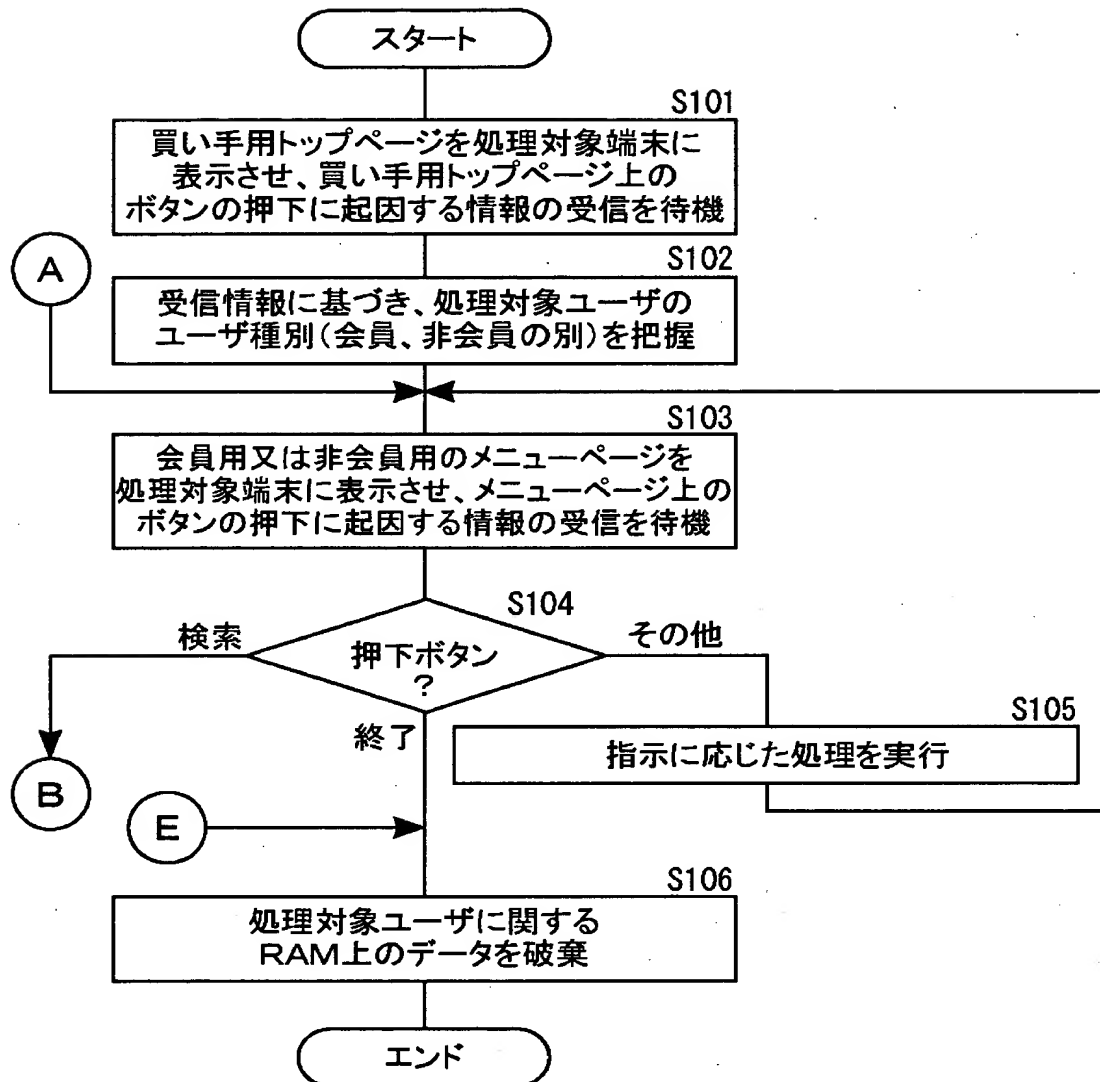 スタート
S101
買い手用トップページを処理対象端末に
表示させ、買い手用トップページ上の
ボタンの押下に起因する情報の受信を待機
A
S102
受信情報に基づき、処理対象ユーザの
ユーザ種別(会員、非会員の別)を把握
S103
会員用又は非会員用のメニューページを
処理対象端末に表示させ、メニューページ上の
ボタンの押下に起因する情報の受信を待機
S104
検索
押下ボタン
?
その他
終了
S105
指示に応じた処理を実行
B
E
S106
処理対象ユーザに関する
RAM上のデータを破棄
エンド